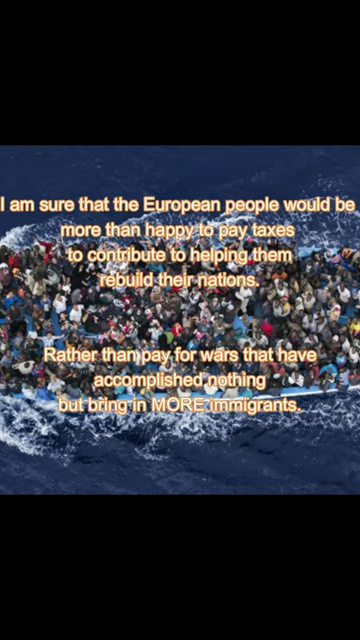 I am sure that the European people would be
more than happy to pay taxes
to contribute to helping them
rebuild their nations.
Rather than pay for wars that have
accomplished nothing
but bring in MORE immigrants.